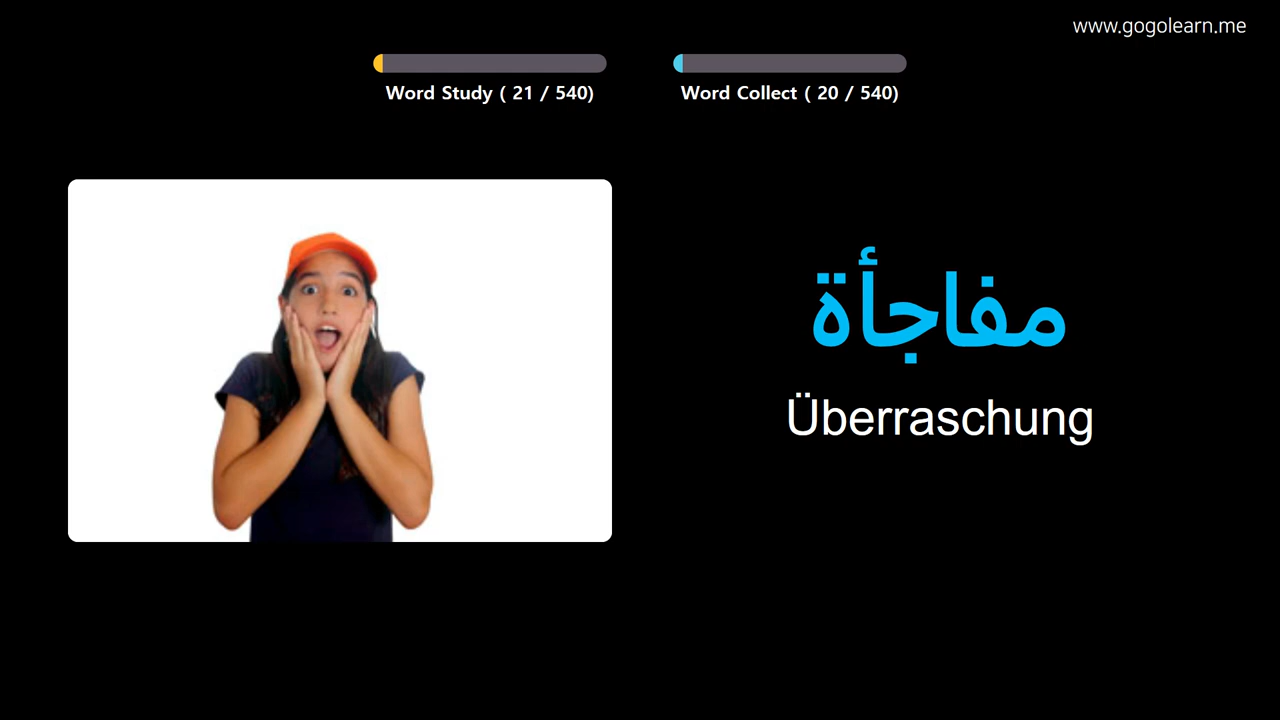 www.gogolearn.me
Word Study ( 21 / 540)
Word Collect ( 20 / 540)
مفاجأة
Überraschung